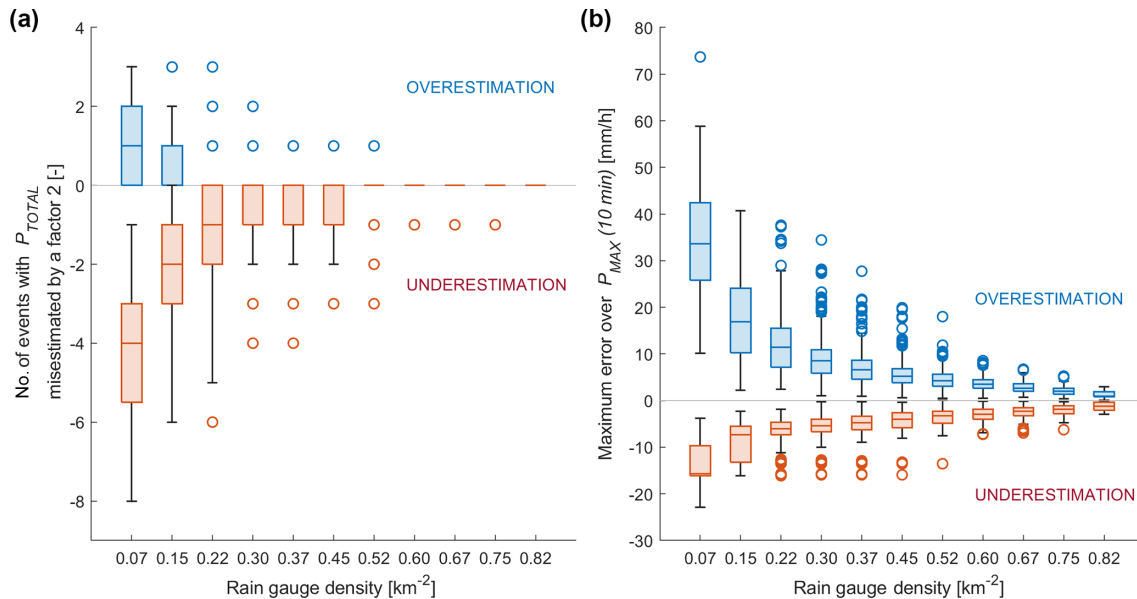 (a)
No. of events with P_TOTAL
misestimated by a factor 2 [-]
4
2
0
-2
-4
-6
-8
OVERESTIMATION
UNDERESTIMATION
0.07 0.15 0.22 0.30 0.37 0.45 0.52 0.60 0.67 0.75 0.82
Rain gauge density [km-2]
(b)
Maximum error over P_MAX (10 min) [mm/h]
80
70
60
50
40
30
20
10
0
-10
-20
-30
OVERESTIMATION
UNDERESTIMATION
0.07 0.15 0.22 0.30 0.37 0.45 0.52 0.60 0.67 0.75 0.82
Rain gauge density [km-2]